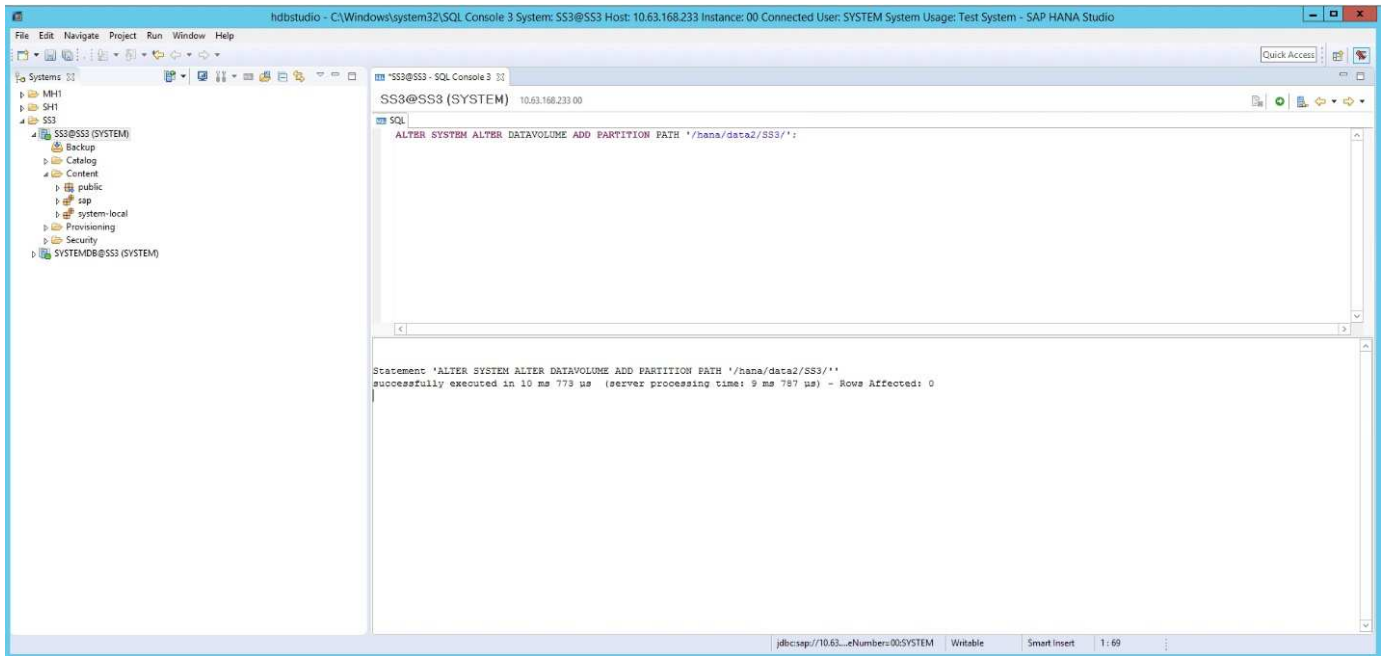 hdbstudio - C:\Windows\system32\SQL Console 3 System: SS3@SS3 Host: 10.63.168.233 Instance: 00 Connected User: SYSTEM System Usage: Test System - SAP HANA Studio
File Edit Navigate Project Run Window Help
Quick Access
Systems
MH1
SH1
SS3
SS3@SS3 (SYSTEM)
Backup
Catalog
Content
public
sap
system-local
Provisioning
Security
SYSTEMDB@SS3 (SYSTEM)
*SS3@SS3 - SQL Console 3
SS3@SS3 (SYSTEM) 10.63.168.233 00
SQL
ALTER SYSTEM ALTER DATAVOLUME ADD PARTITION PATH '/hana/data2/SS3/':
Statement 'ALTER SYSTEM ALTER DATAVOLUME ADD PARTITION PATH '/hana/data2/SS3/''
successfully executed in 10 ms 773 µs (server processing time: 9 ms 787 µs) - Rows Affected: 0
jdbc:sap://10.63....eNumber=00:SYSTEM Writable Smart Insert 1 : 69